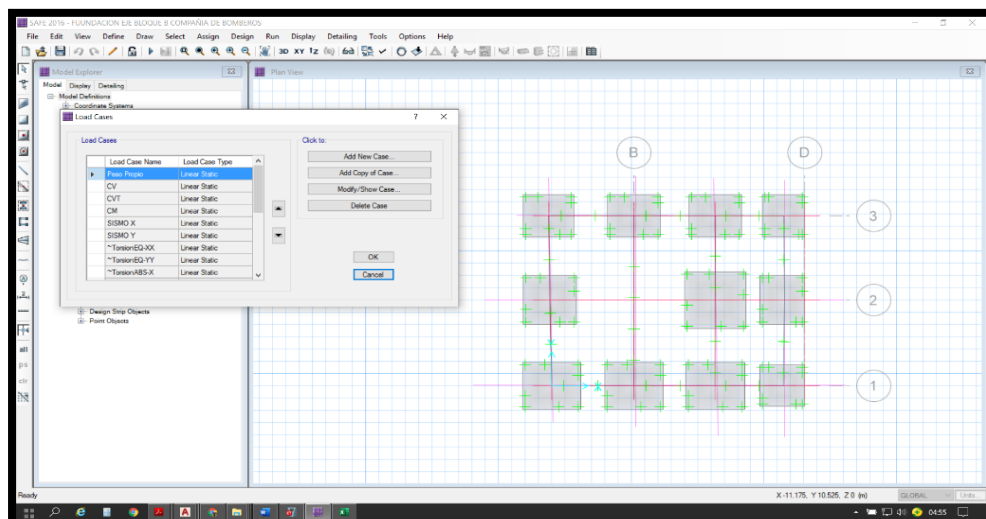 SAFE 2016 - FUUNDACION EJE BLOQUE B COMPAÑIA DE BOMBEROS
File Edit View Define Draw Select Assign Design Run Display Detailing Tools Options Help
3D XY
Model Explorer
Plan View
Model Display Detailing
Model Definitions
Coordinate Systems
Load Cases
? ×
Load Cases
Click to:
Load Case Name Load Case Type
Peso Propio Linear Static
CV Linear Static
CVT Linear Static
CM Linear Static
SISMO X Linear Static
SISMO Y Linear Static
~TorsionEQ-XX Linear Static
~TorsionEQ-YY Linear Static
~TorsionABS-X Linear Static
Add New Case...
Add Copy of Case...
Modify/Show Case...
Delete Case
OK
Cancel
Design Strip Objects
Point Objects
B
D
3
2
1
all
ps
clr
Ready
X -11.175, Y 10.525, Z 0 (m)
GLOBAL
Units...
04:55